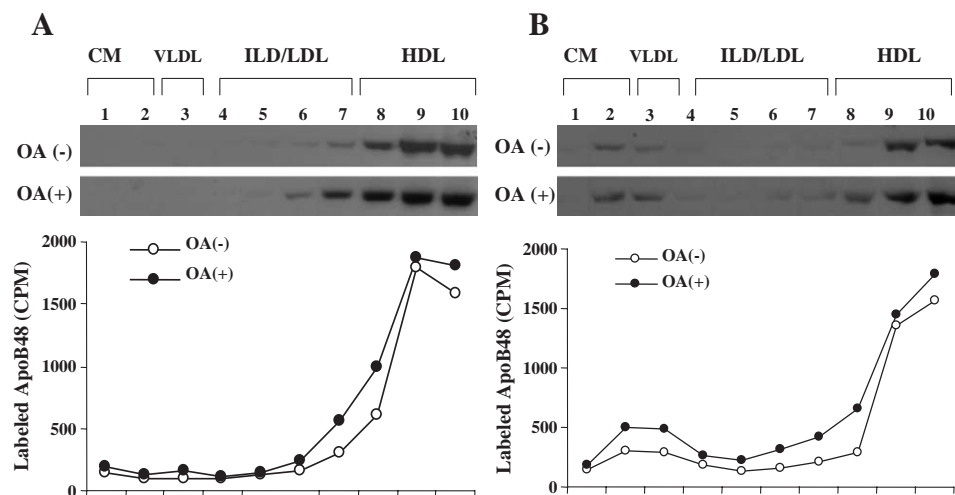 A
CM VLDL ILD/LDL HDL
1 2 3 4 5 6 7 8 9 10
OA (-)
OA(+)
OA(-)
OA(+)
2000
1500
1000
500
0
Labeled ApoB48 (CPM)
B
CM VLDL ILD/LDL HDL
1 2 3 4 5 6 7 8 9 10
OA (-)
OA(+)
OA(-)
OA(+)
2000
1500
1000
500
0
Labeled ApoB48 (CPM)